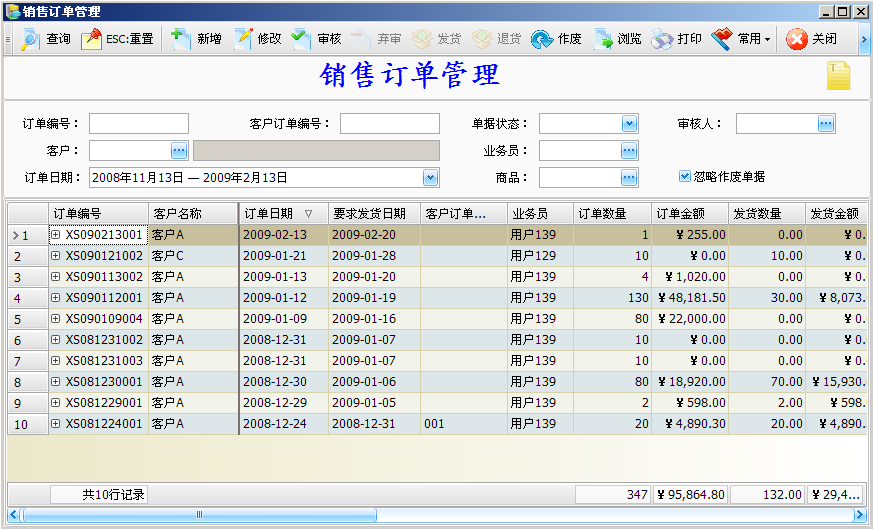 销售订单管理
查询 ESC:重置 新增 修改 审核 弃审 发货 退货 作废 浏览 打印 常用 关闭
销售订单管理
订单编号： 客户订单编号： 单据状态： 审核人：
客户： 业务员：
订单日期： 2008年11月13日 — 2009年2月13日 商品： 忽略作废单据
订单编号 客户名称 订单日期 要求发货日期 客户订单... 业务员 订单数量 订单金额 发货数量 发货金额
1 XS090213001 客户A 2009-02-13 2009-02-20 用户139 1 ¥ 255.00 0.00 ¥ 0.
2 XS090121002 客户C 2009-01-21 2009-01-28 用户129 10 ¥ 0.00 10.00 ¥ 0.
3 XS090113002 客户A 2009-01-13 2009-01-20 用户139 4 ¥ 1,020.00 0.00 ¥ 0.
4 XS090112001 客户A 2009-01-12 2009-01-19 用户139 130 ¥ 48,181.50 30.00 ¥ 8,073.
5 XS090109004 客户A 2009-01-09 2009-01-16 用户139 80 ¥ 22,000.00 0.00 ¥ 0.
6 XS081231002 客户A 2008-12-31 2009-01-07 用户139 10 ¥ 0.00 0.00 ¥ 0.
7 XS081231003 客户A 2008-12-31 2009-01-07 用户139 10 ¥ 0.00 0.00 ¥ 0.
8 XS081230001 客户A 2008-12-30 2009-01-06 用户139 80 ¥ 18,920.00 70.00 ¥ 15,930.
9 XS081229001 客户A 2008-12-29 2009-01-05 用户139 2 ¥ 598.00 2.00 ¥ 598.
10 XS081224001 客户A 2008-12-24 2008-12-31 001 用户139 20 ¥ 4,890.30 20.00 ¥ 4,890.
共10行记录 347 ¥ 95,864.80 132.00 ¥ 29,4...